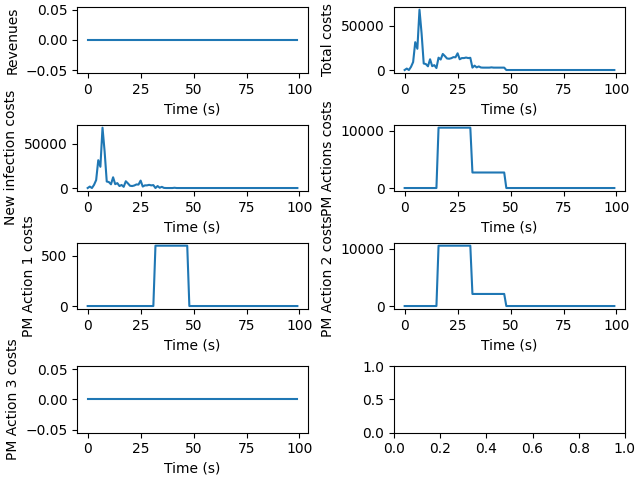 Revenues
0.05
0.00
−0.05
0 25 50 75 100
Time (s)
Total costs
50000
0
0 25 50 75 100
Time (s)
New infection costs
50000
0
0 25 50 75 100
Time (s)
PM Actions costs
10000
0
0 25 50 75 100
Time (s)
PM Action 1 costs
500
0
0 25 50 75 100
Time (s)
PM Action 2 costs
10000
0
0 25 50 75 100
Time (s)
PM Action 3 costs
0.05
0.00
−0.05
0 25 50 75 100
Time (s)
1.0
0.5
0.0
0.0 0.2 0.4 0.6 0.8 1.0